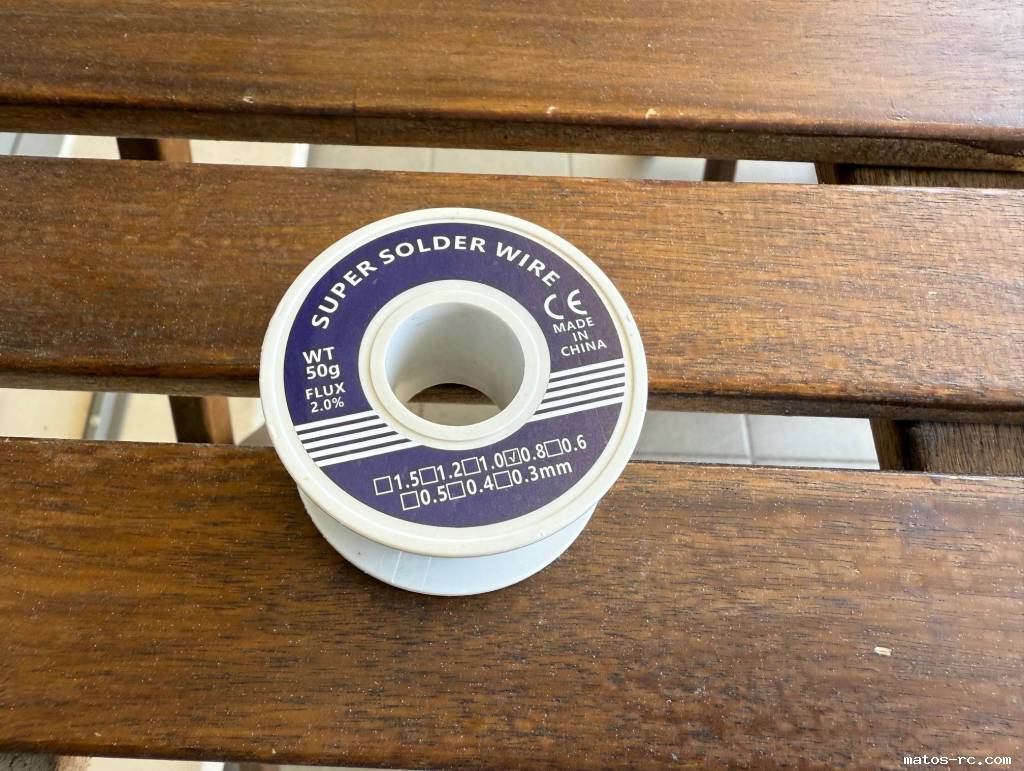 SUPER SOLDER WIRE
CE
MADE
IN
CHINA
WT
50g
FLUX
2.0%
☐1.5☐1.2☐1.0☑0.8☐0.6
☐0.5☐0.4☐0.3mm
matos-rc.com